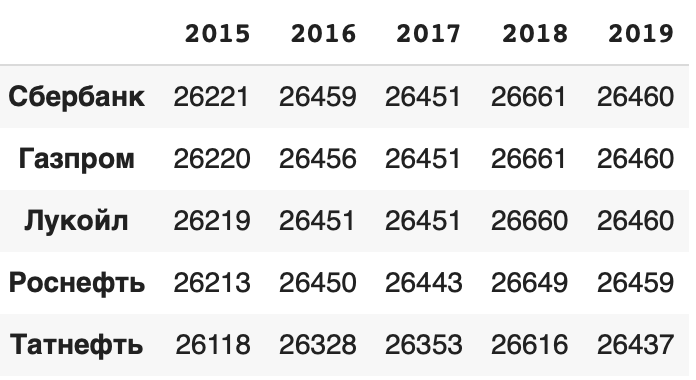 2015 2016 2017 2018 2019
Сбербанк 26221 26459 26451 26661 26460
Газпром 26220 26456 26451 26661 26460
Лукойл 26219 26451 26451 26660 26460
Роснефть 26213 26450 26443 26649 26459
Татнефть 26118 26328 26353 26616 26437